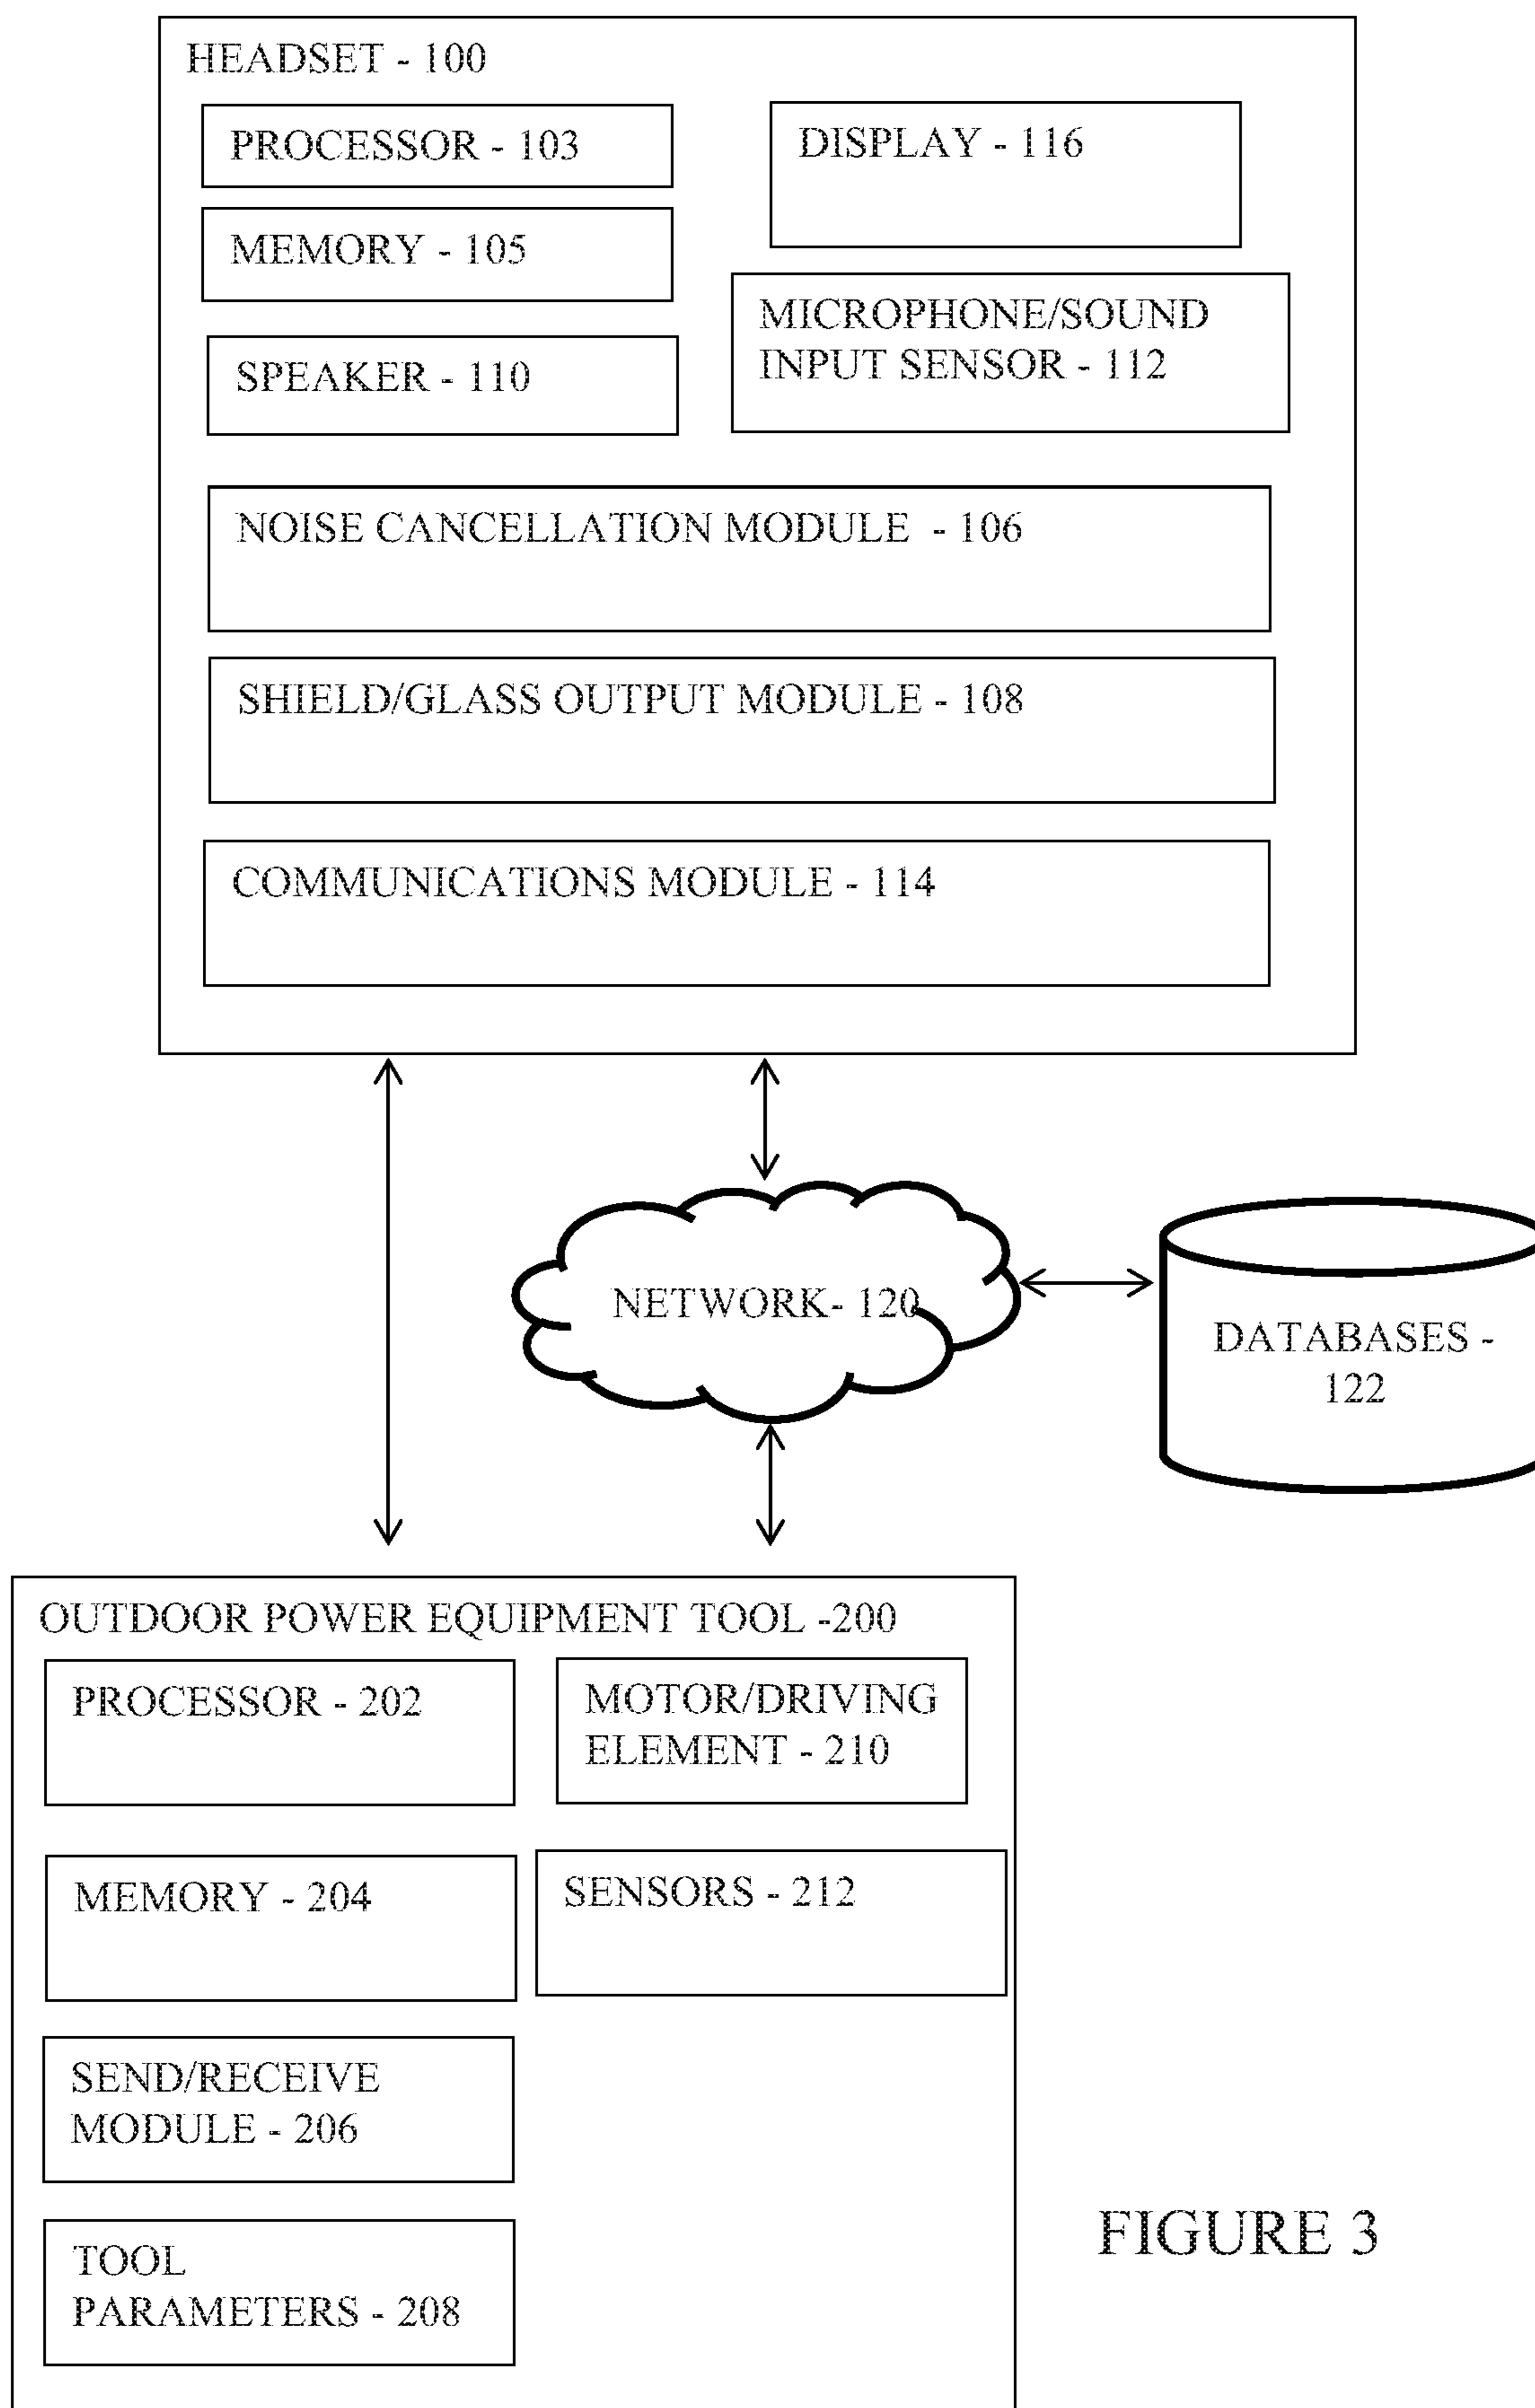 HEADSET - 100
PROCESSOR - 103
DISPLAY - 116
MEMORY - 105
MICROPHONE/SOUND
INPUT SENSOR - 112
SPEAKER - 110
NOISE CANCELLATION MODULE - 106
SHIELD/GLASS OUTPUT MODULE - 108
COMMUNICATIONS MODULE - 114
NETWORK- 120
DATABASES -
122
OUTDOOR POWER EQUIPMENT TOOL -200
PROCESSOR - 202
MOTOR/DRIVING
ELEMENT - 210
MEMORY - 204
SENSORS - 212
SEND/RECEIVE
MODULE - 206
TOOL
PARAMETERS - 208
FIGURE 3